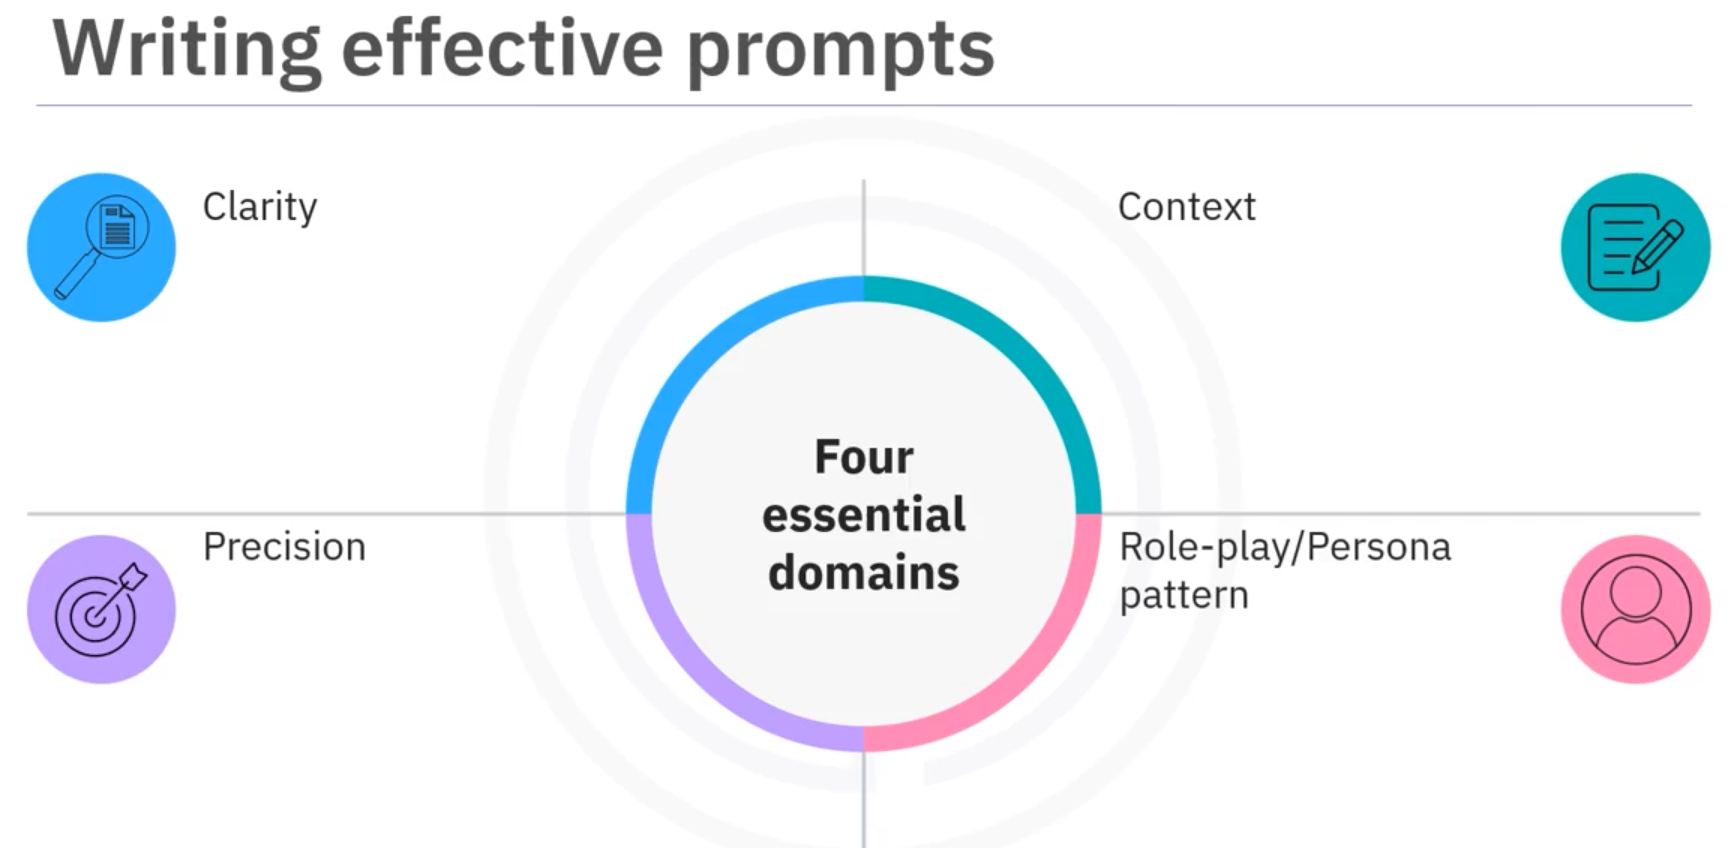 Writing effective prompts
Clarity
Context
Four
essential
domains
Precision
Role-play/Persona
pattern